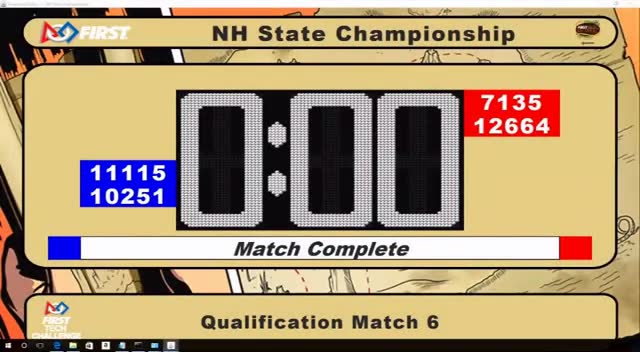 FIRST
NH State Championship
0:00
7135
12664
11115
10251
Match Complete
FIRST
TECH
CHALLENGE
Qualification Match 6